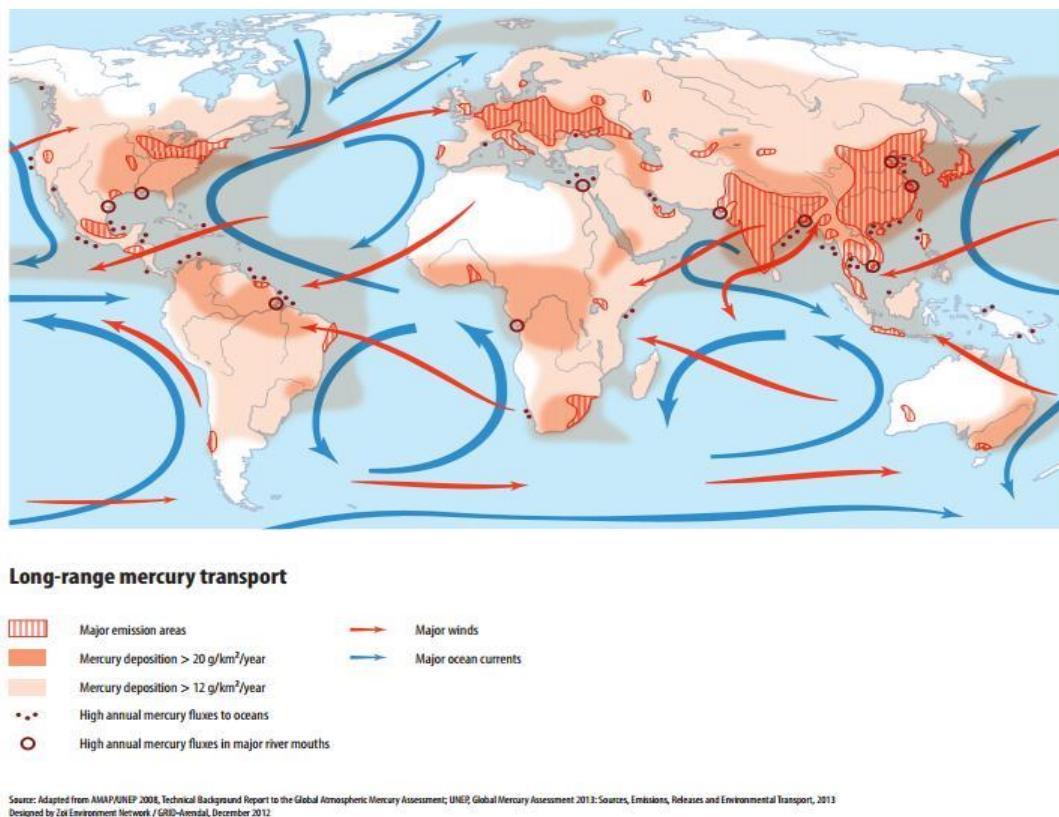 Long-range mercury transport
Major emission areas
Mercury deposition > 20 g/km²/year
Mercury deposition > 12 g/km²/year
High annual mercury fluxes to oceans
High annual mercury fluxes in major river mouths
Major winds
Major ocean currents
Source: Adapted from AMAP/UNEP 2008, Technical Background Report to the Global Atmospheric Mercury Assessment; UNEP, Global Mercury Assessment 2013: Sources, Emissions, Releases and Environmental Transport, 2013
Designed by Zoï Environment Network / GRID-Arendal, December 2012